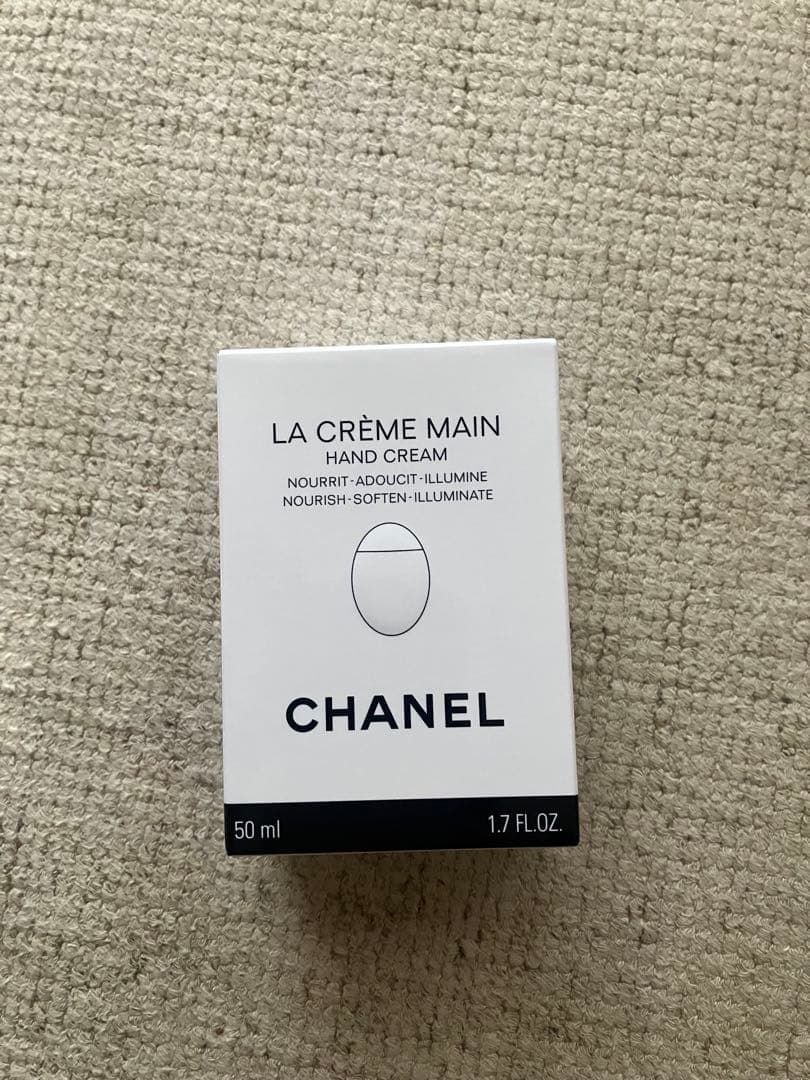 LA CRÈME MAIN
HAND CREAM
NOURRIT-ADOUCIT-ILLUMINE
NOURISH-SOFTEN-ILLUMINATE
CHANEL
50 ml 1.7 FL.OZ.